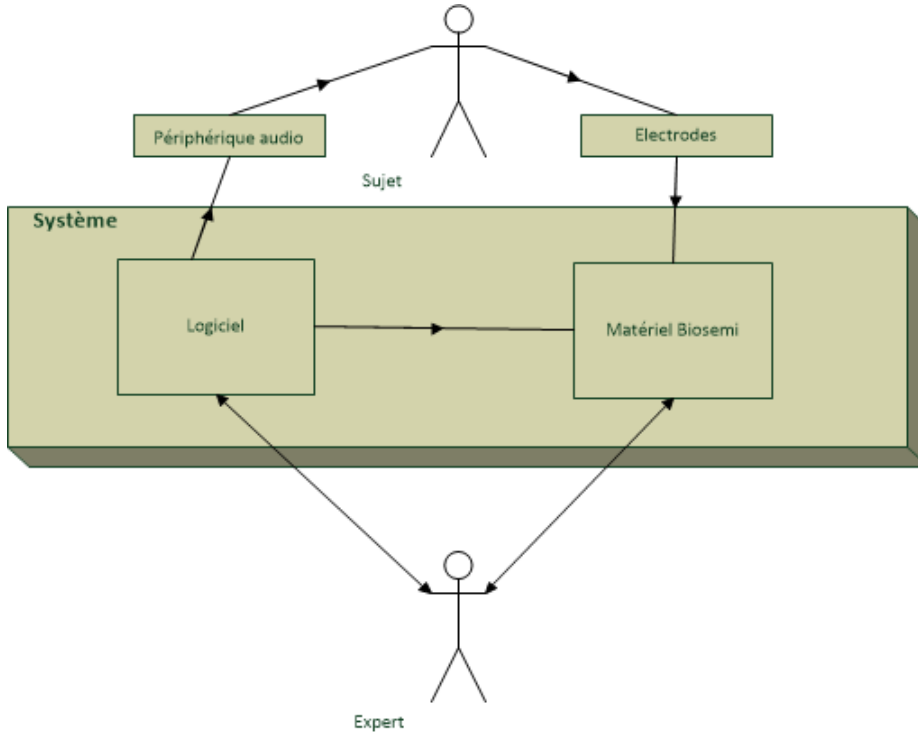 Périphérique audio
Electrodes
Sujet
Système
Logiciel
Matériel Biosemi
Expert